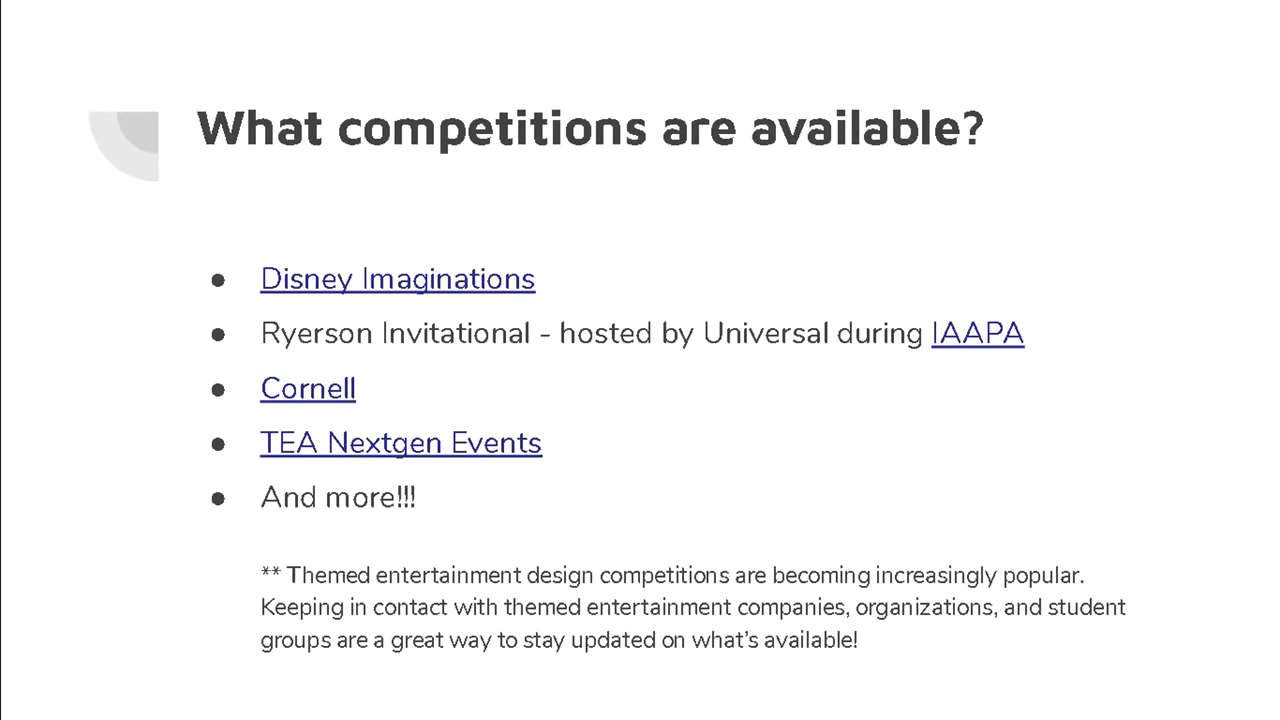 What competitions are available?
● Disney Imaginations
● Ryerson Invitational - hosted by Universal during IAAPA
● Cornell
● TEA Nextgen Events
● And more!!!
** Themed entertainment design competitions are becoming increasingly popular.
Keeping in contact with themed entertainment companies, organizations, and student
groups are a great way to stay updated on what's available!